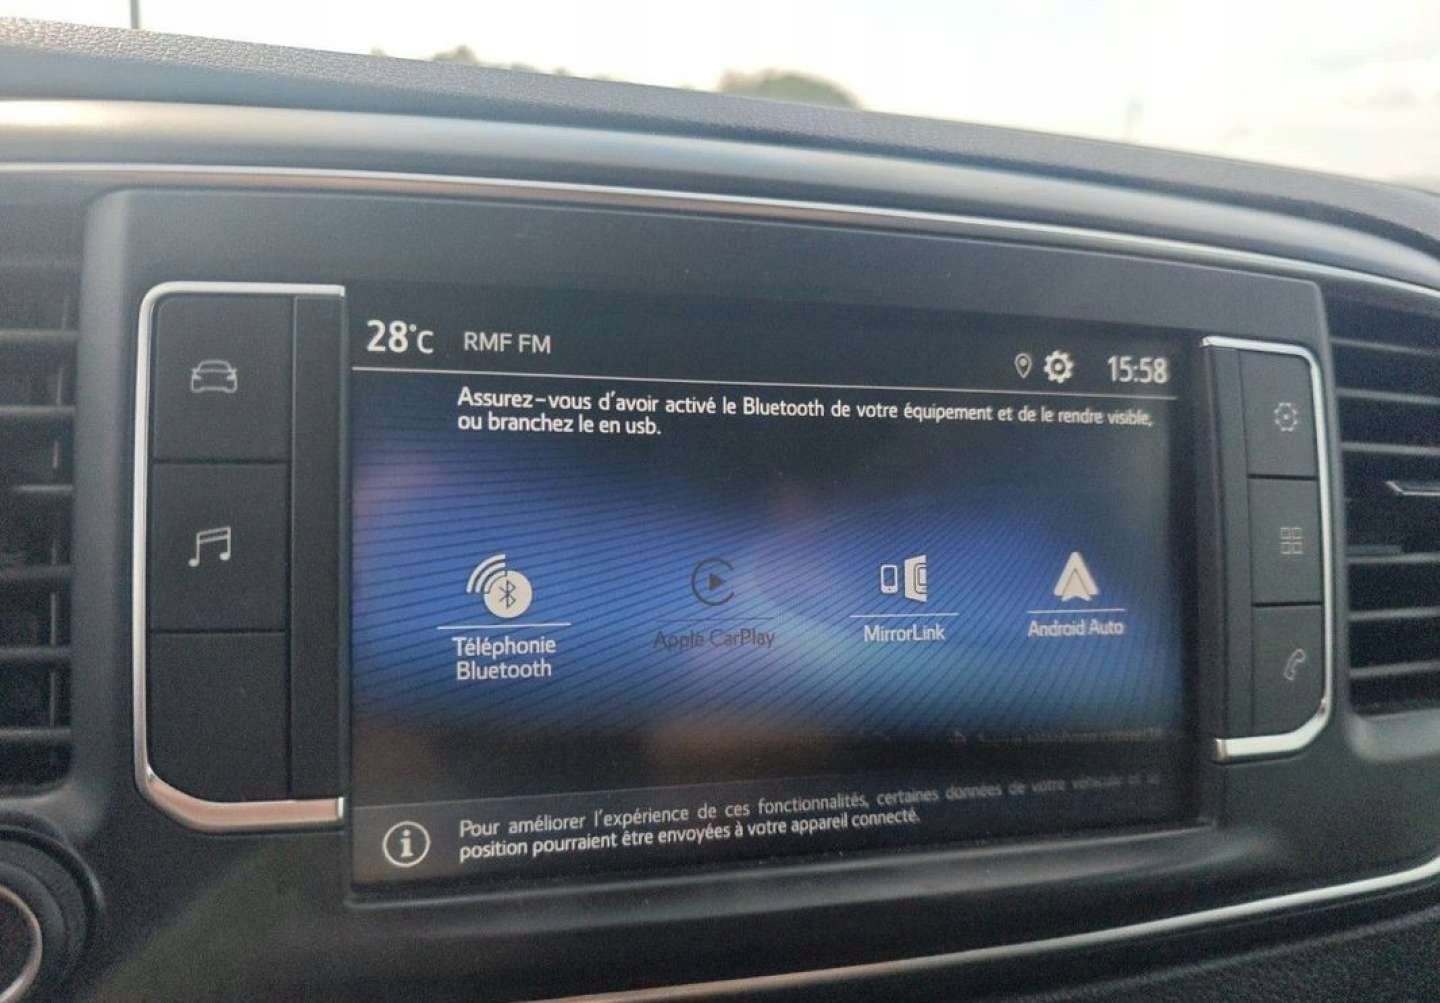 28°C RMF FM 15:58
Assurez-vous d'avoir activé le Bluetooth de votre équipement et de le rendre visible,
ou branchez le en usb.
Téléphonie
Bluetooth
Apple CarPlay
MirrorLink
Android Auto
Pour améliorer l'expérience de ces fonctionnalités, certaines données de votre véhicule et sa
position pourraient être envoyées à votre appareil connecté.